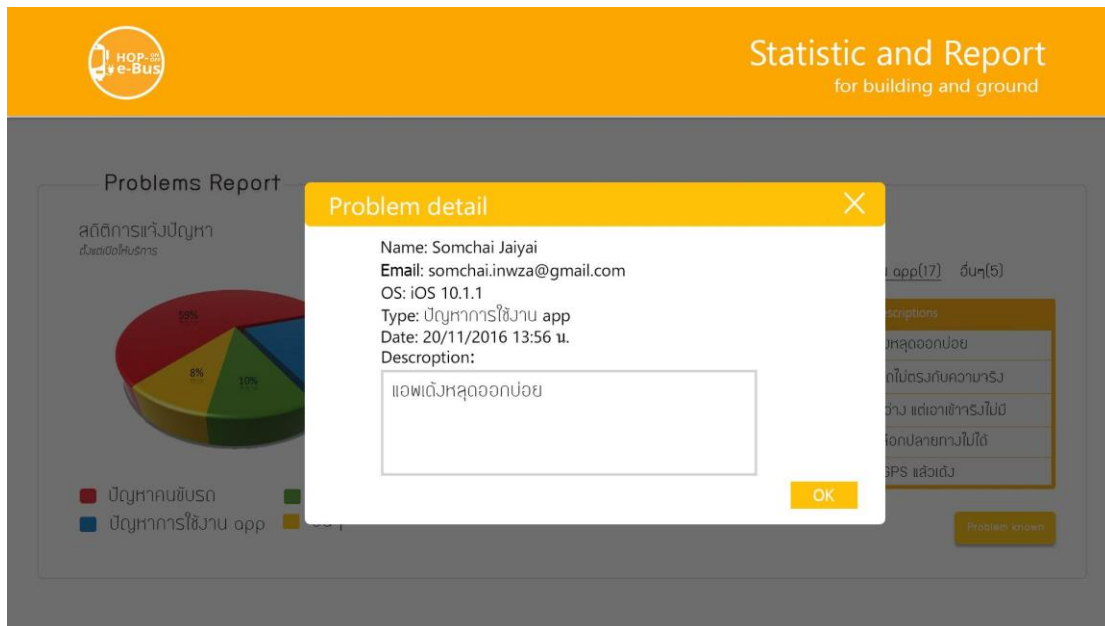 HOP-ON OFF
e-Bus
Statistic and Report
for building and ground
Problems Report
สถิติการแจ้งปัญหา
ตั้งแต่เปิดให้บริการ
59%
8%
10%
ปัญหาคนขับรถ
ปัญหาการใช้งาน app
Problem detail
Name: Somchai Jaiyai
Email: somchai.inwza@gmail.com
OS: iOS 10.1.1
Type: ปัญหาการใช้งาน app
Date: 20/11/2016 13:56 น.
Descroption:
แอพเด้งหลุดออกบ่อย
OK
app(17) อื่นๆ(5)
escriptions
งหลุดออกบ่อย
ไม่ตรงกับความจริง
ว่าง แต่เอาเข้าจริงไม่มี
ลือกปลายทางไม่ได้
GPS แล้วเด้ง
Problem known